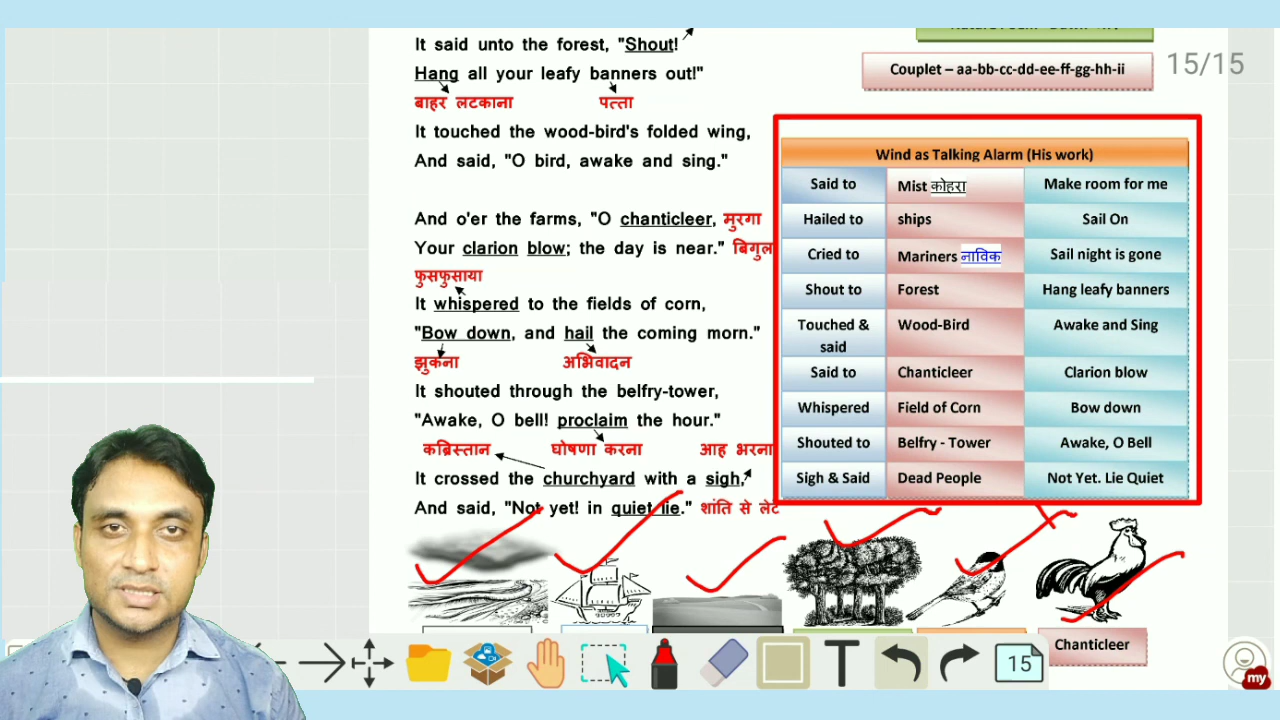 It said unto the forest, "Shout!
Hang all your leafy banners out!"
बाहर लटकाना पत्ता
It touched the wood-bird's folded wing,
And said, "O bird, awake and sing."
And o'er the farms, "O chanticleer, मुरगा
Your clarion blow; the day is near." बिगुल
फुसफुसाया
It whispered to the fields of corn,
"Bow down, and hail the coming morn."
झुकना अभिवादन
It shouted through the belfry-tower,
"Awake, O bell! proclaim the hour."
कब्रिस्तान घोषणा करना आह भरना
It crossed the churchyard with a sigh,
And said, "Not yet! in quiet lie." शांति से लेट
Couplet – aa-bb-cc-dd-ee-ff-gg-hh-ii
15/15
Wind as Talking Alarm (His work)
Said to Mist कोहरा Make room for me
Hailed to ships Sail On
Cried to Mariners नाविक Sail night is gone
Shout to Forest Hang leafy banners
Touched & said Wood-Bird Awake and Sing
Said to Chanticleer Clarion blow
Whispered Field of Corn Bow down
Shouted to Belfry - Tower Awake, O Bell
Sigh & Said Dead People Not Yet. Lie Quiet
Chanticleer
T
15
my